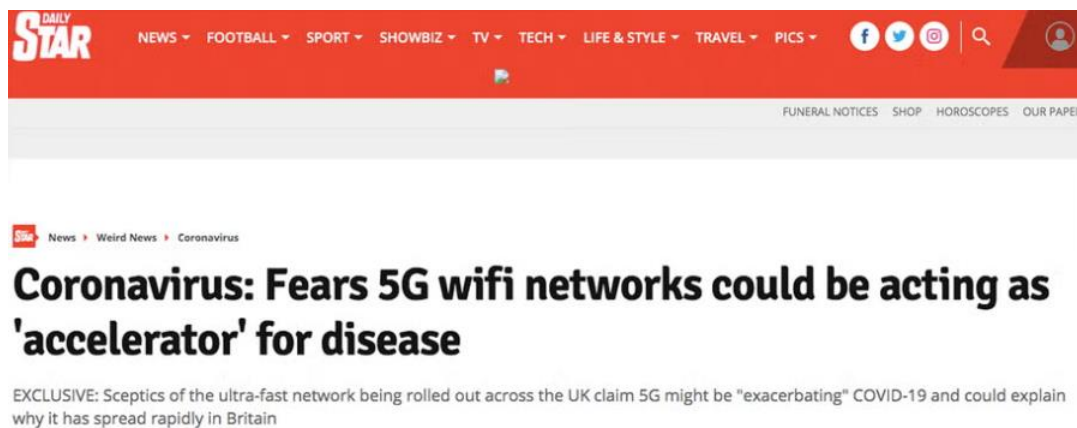 DAILY
STAR
NEWS FOOTBALL SPORT SHOWBIZ TV TECH LIFE & STYLE TRAVEL PICS
FUNERAL NOTICES SHOP HOROSCOPES OUR PAPE
STAR News Weird News Coronavirus
Coronavirus: Fears 5G wifi networks could be acting as
'accelerator' for disease
EXCLUSIVE: Sceptics of the ultra-fast network being rolled out across the UK claim 5G might be "exacerbating" COVID-19 and could explain
why it has spread rapidly in Britain